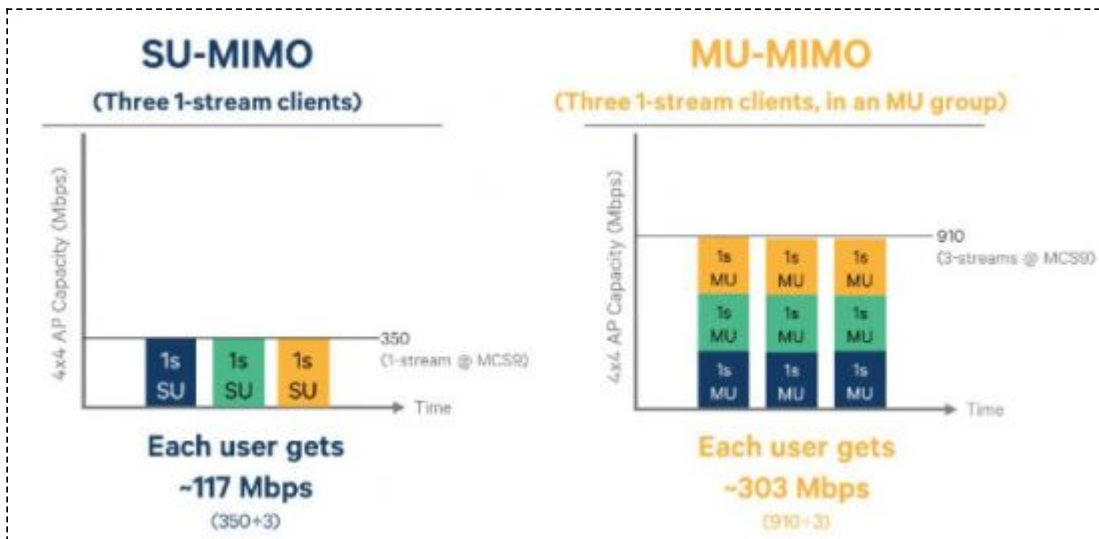 SU-MIMO
(Three 1-stream clients)
4x4 AP Capacity (Mbps)
350
(1-stream @ MCS9)
1s
SU
1s
SU
1s
SU
Time
Each user gets
~117 Mbps
(350÷3)
MU-MIMO
(Three 1-stream clients, in an MU group)
4x4 AP Capacity (Mbps)
910
(3-streams @ MCS9)
1s
MU
1s
MU
1s
MU
1s
MU
1s
MU
1s
MU
1s
MU
1s
MU
1s
MU
Time
Each user gets
~303 Mbps
(910÷3)